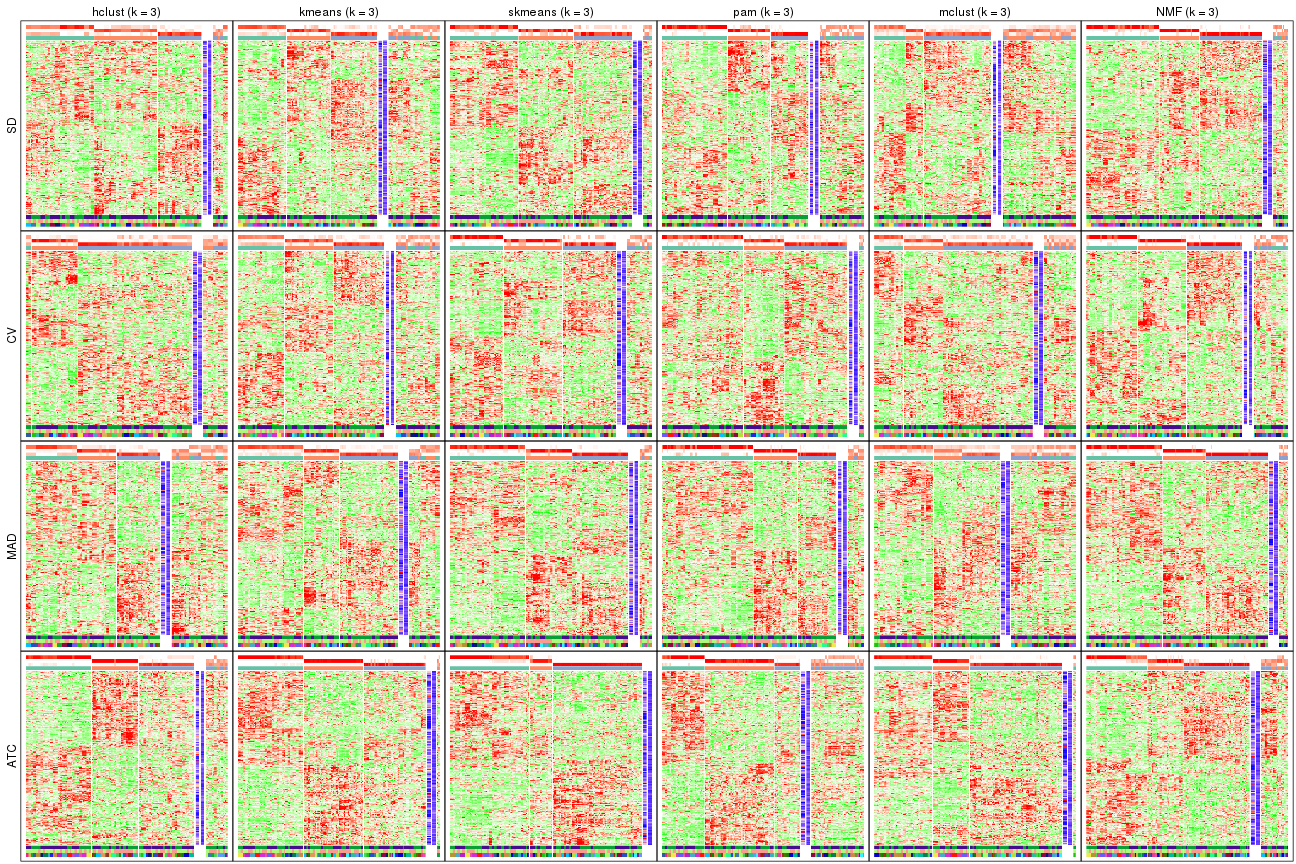 hclust (k = 3) kmeans (k = 3) skmeans (k = 3) pam (k = 3) mclust (k = 3) NMF (k = 3)
SD
CV
MAD
ATC